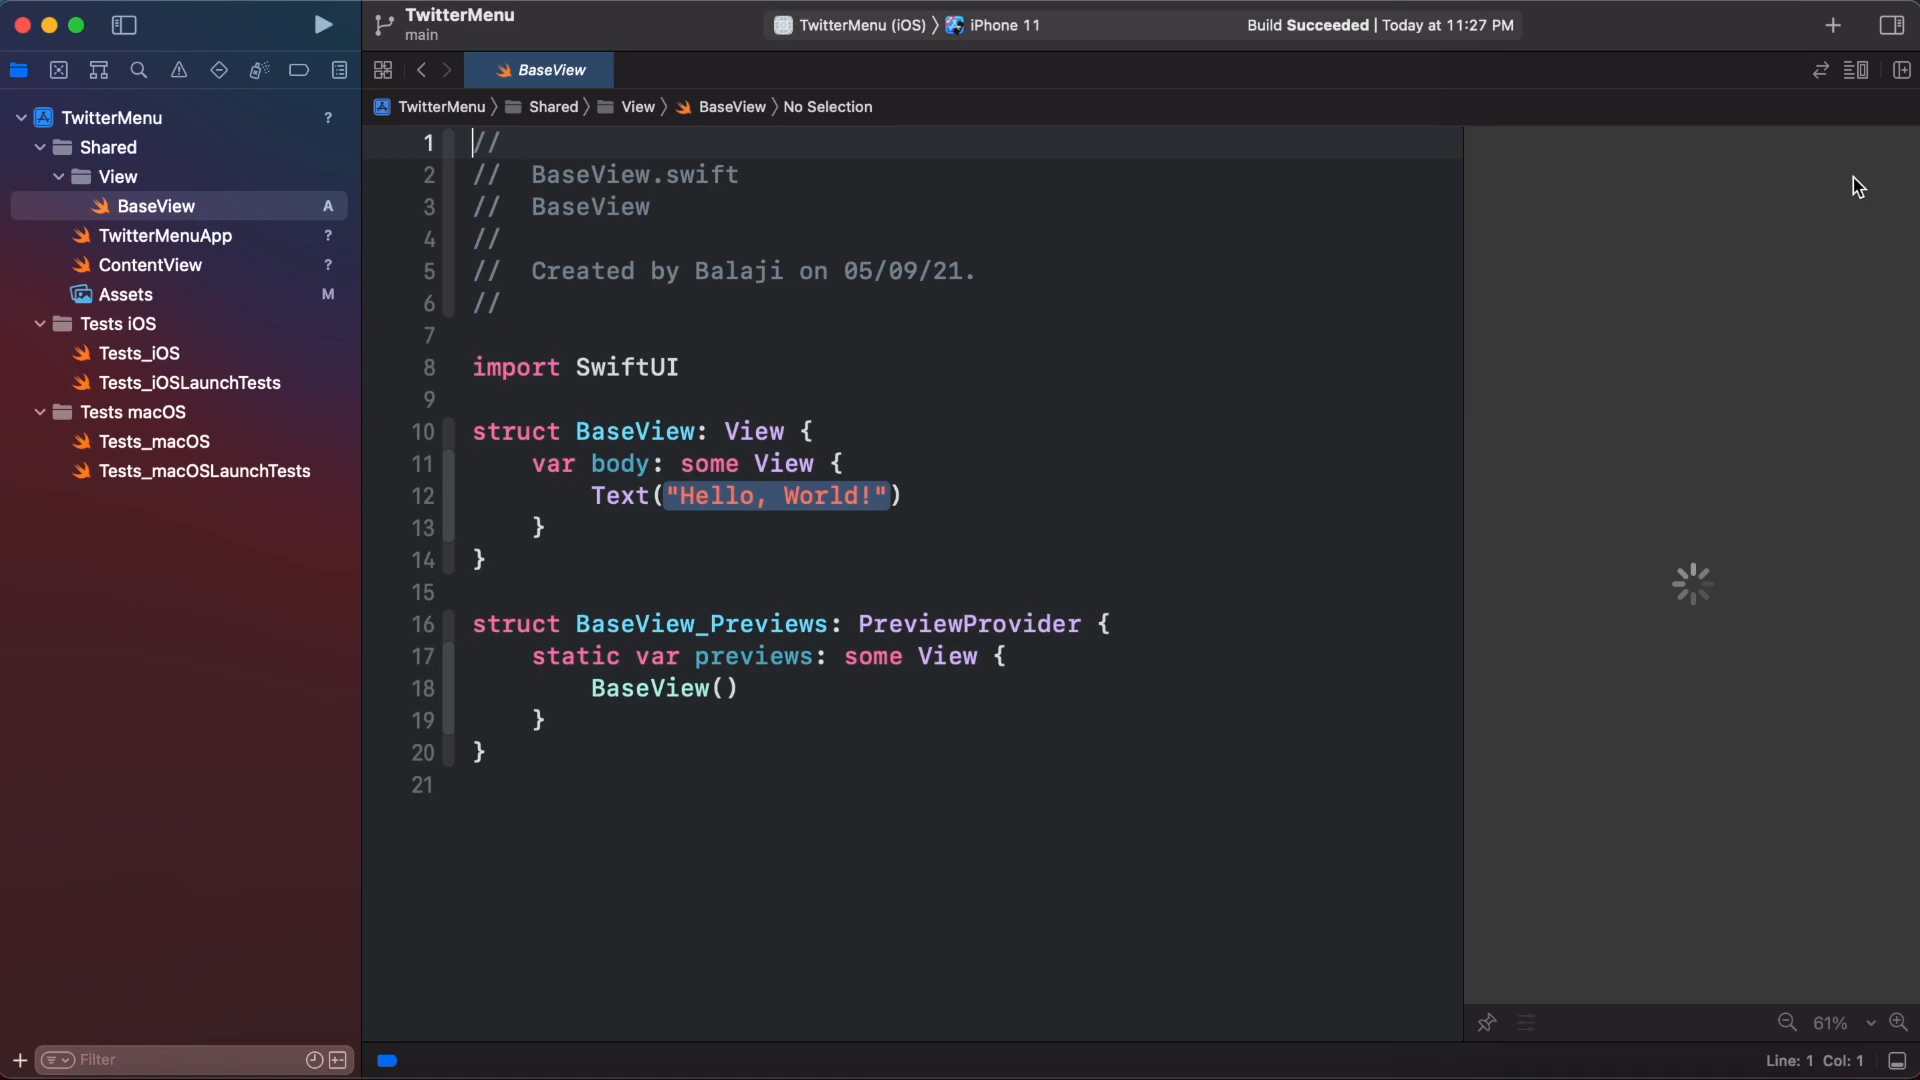 TwitterMenu
main
TwitterMenu (iOS) 〉 iPhone 11
Build Succeeded | Today at 11:27 PM
BaseView
TwitterMenu 〉 Shared 〉 View 〉 BaseView 〉 No Selection
TwitterMenu ?
Shared
View
BaseView A
TwitterMenuApp ?
ContentView ?
Assets M
Tests iOS
Tests_iOS
Tests_iOSLaunchTests
Tests macOS
Tests_macOS
Tests_macOSLaunchTests
1 //
2 //  BaseView.swift
3 //  BaseView
4 //
5 //  Created by Balaji on 05/09/21.
6 //
7
8 import SwiftUI
9
10 struct BaseView: View {
11     var body: some View {
12         Text("Hello, World!")
13     }
14 }
15
16 struct BaseView_Previews: PreviewProvider {
17     static var previews: some View {
18         BaseView()
19     }
20 }
21
61%
Filter
Line: 1 Col: 1